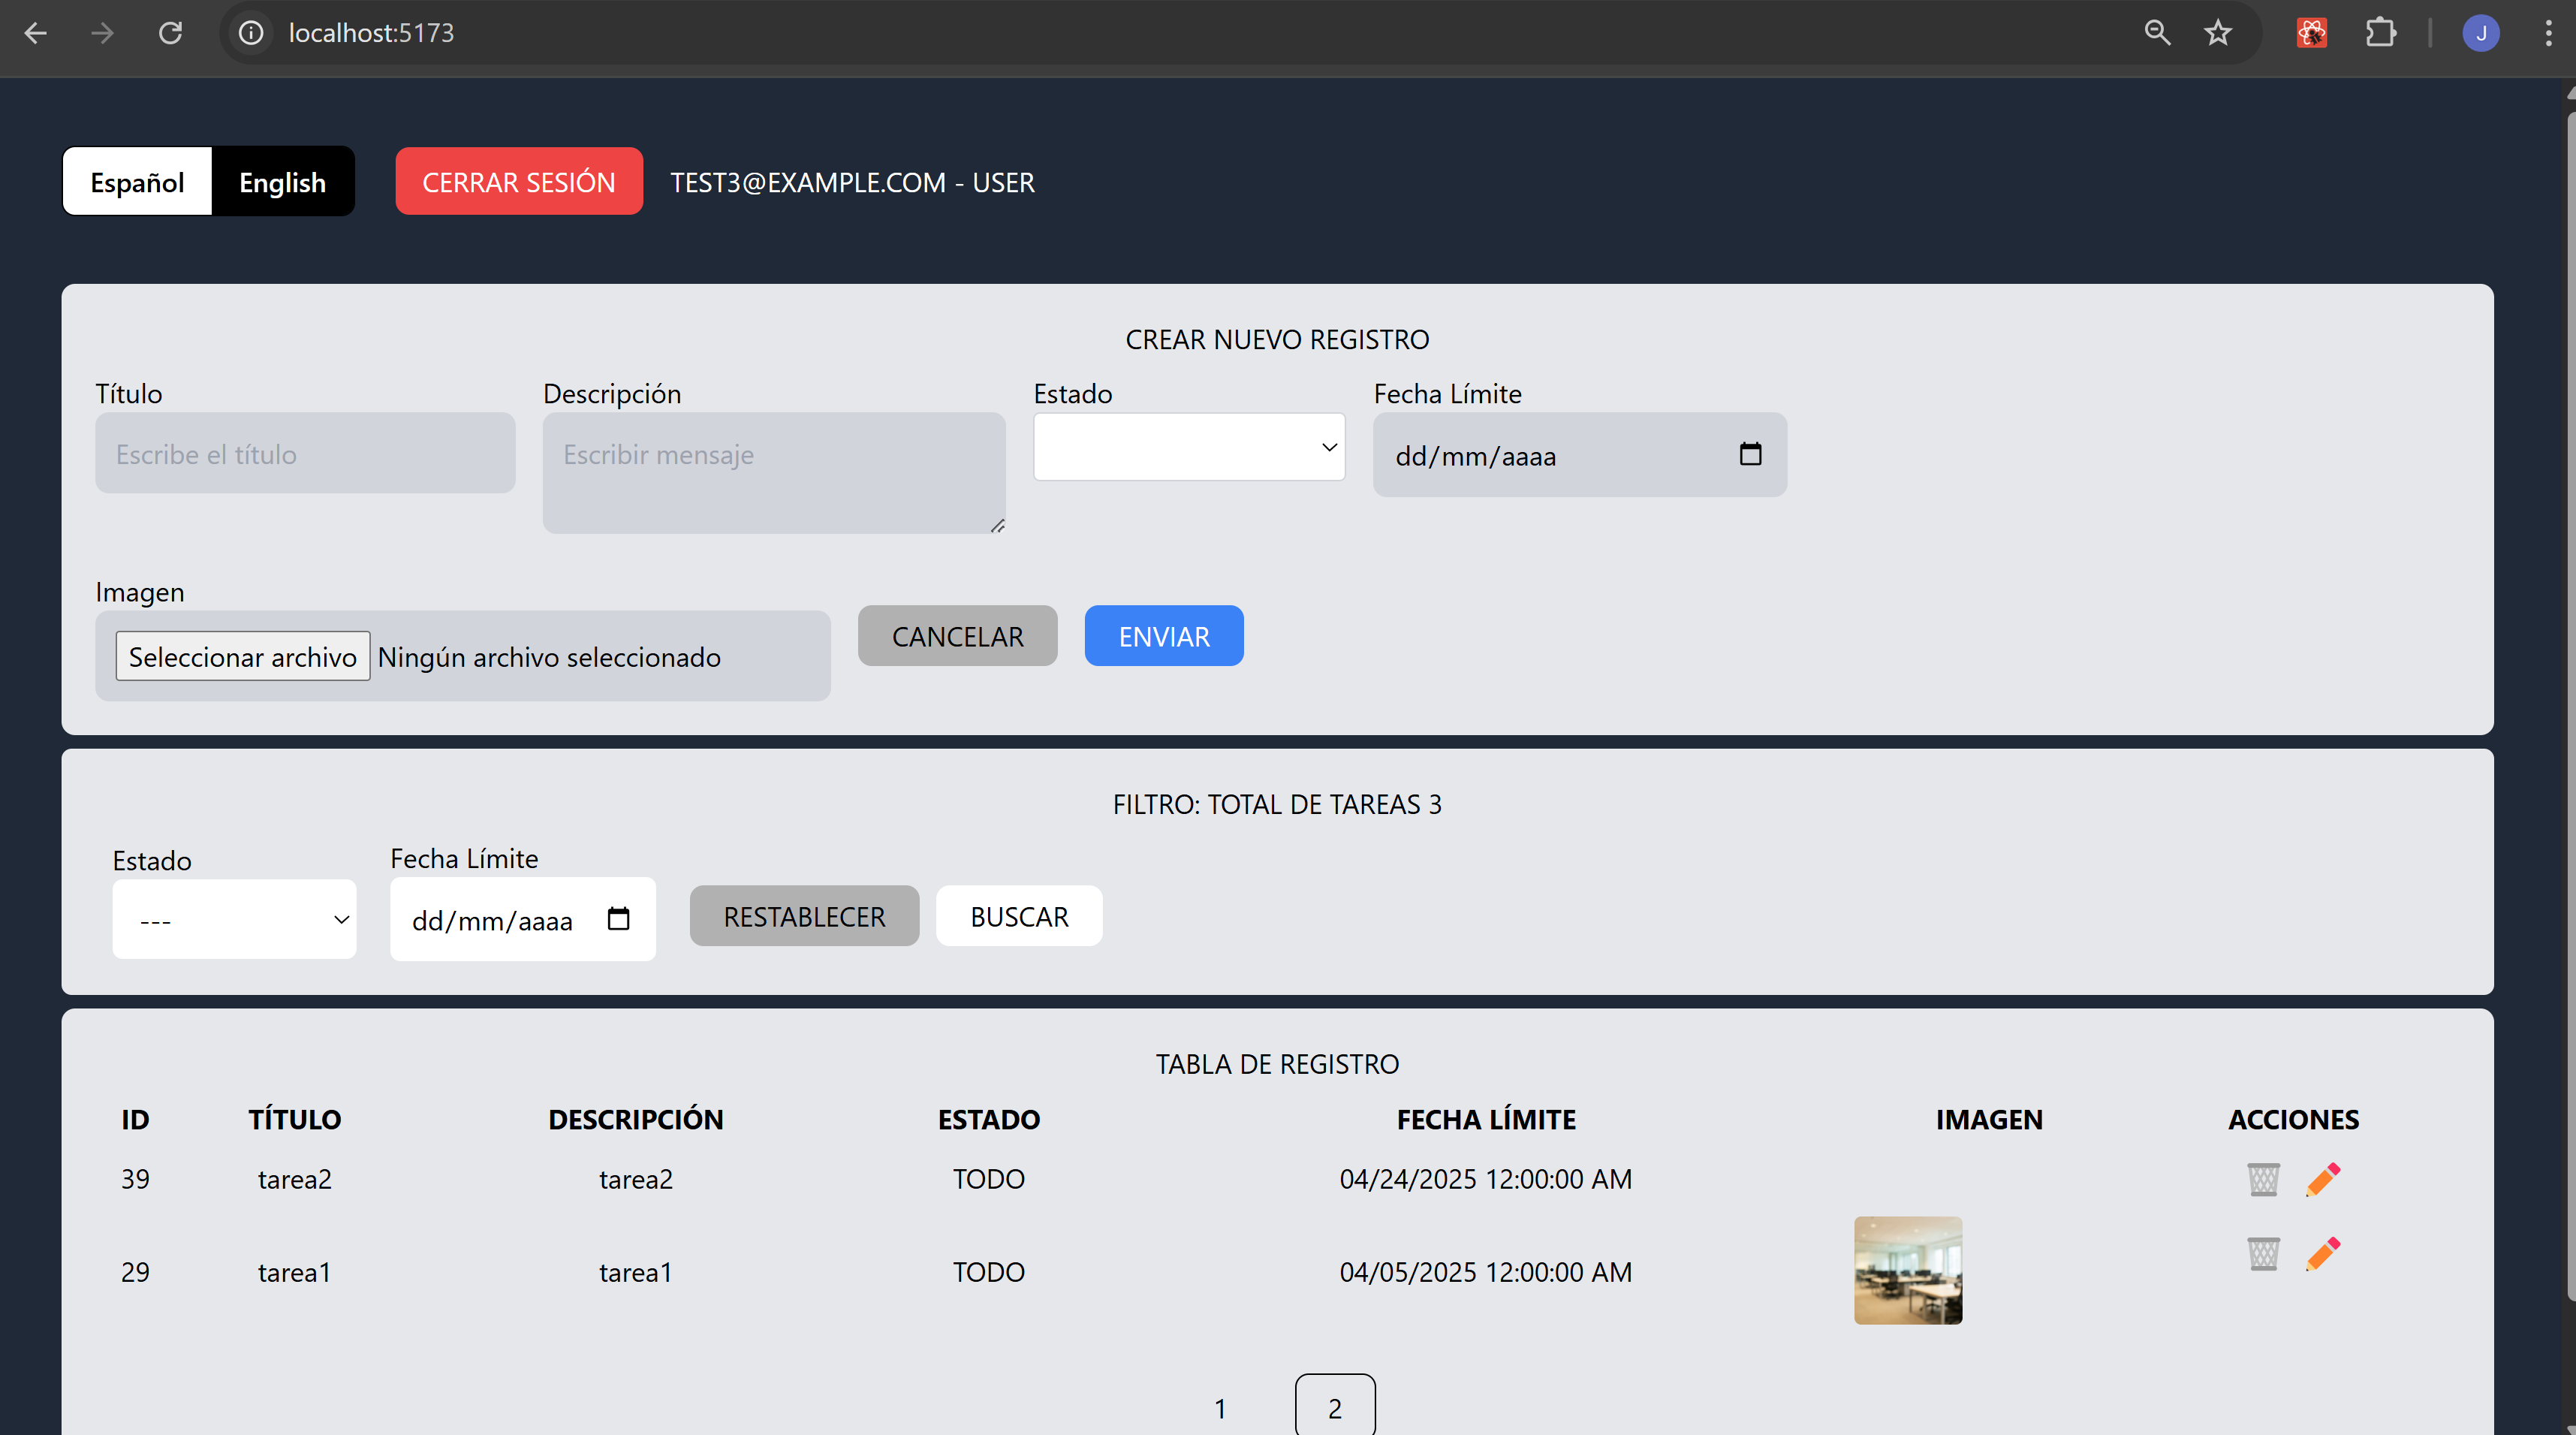 localhost:5173
J
Español English CERRAR SESIÓN TEST3@EXAMPLE.COM - USER
CREAR NUEVO REGISTRO
Título Descripción Estado Fecha Límite
Escribe el título Escribir mensaje dd/mm/aaaa
Imagen
Seleccionar archivo Ningún archivo seleccionado CANCELAR ENVIAR
FILTRO: TOTAL DE TAREAS 3
Estado Fecha Límite
--- dd/mm/aaaa RESTABLECER BUSCAR
TABLA DE REGISTRO
ID TÍTULO DESCRIPCIÓN ESTADO FECHA LÍMITE IMAGEN ACCIONES
39 tarea2 tarea2 TODO 04/24/2025 12:00:00 AM
29 tarea1 tarea1 TODO 04/05/2025 12:00:00 AM
1 2